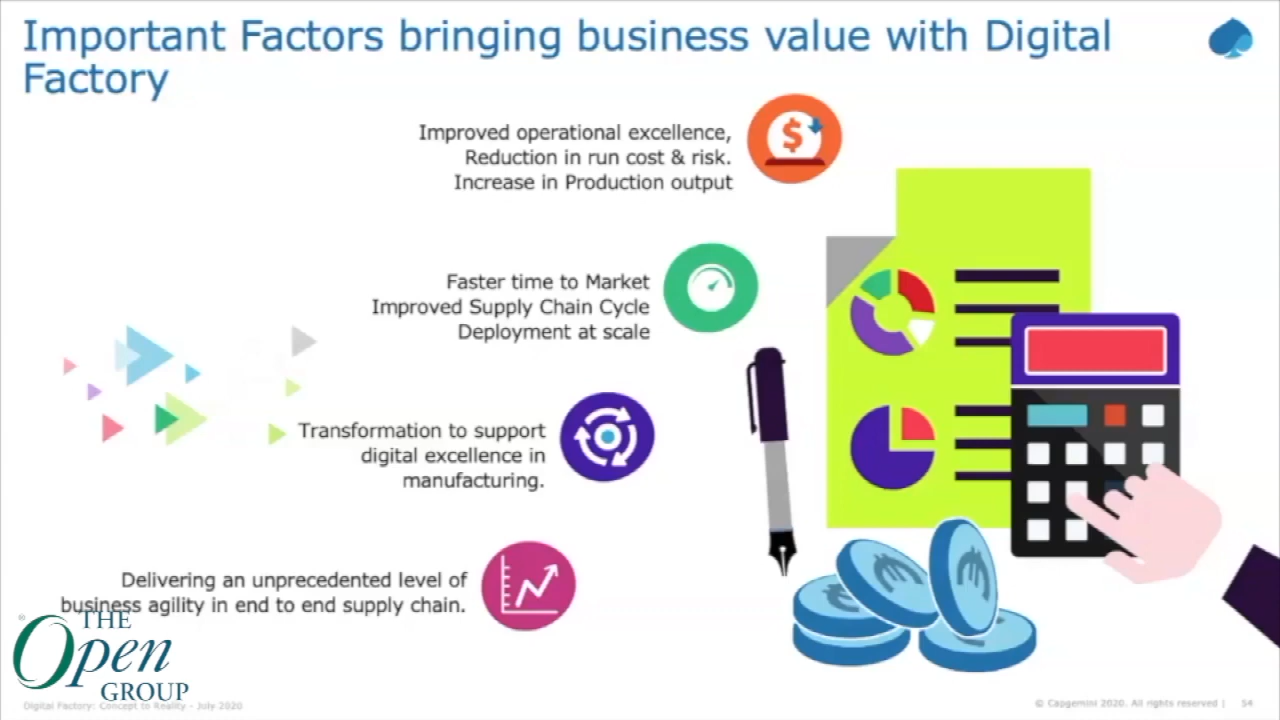 Important Factors bringing business value with Digital
Factory
Improved operational excellence,
Reduction in run cost & risk.
Increase in Production output
$
Faster time to Market
Improved Supply Chain Cycle
Deployment at scale
Transformation to support
digital excellence in
manufacturing.
Delivering an unprecedented level of
business agility in end to end supply chain.
® THE
Open
GROUP
Digital Factory: Concept to Reality - July 2020
© Capgemini 2020. All rights reserved | 54
€
€
€